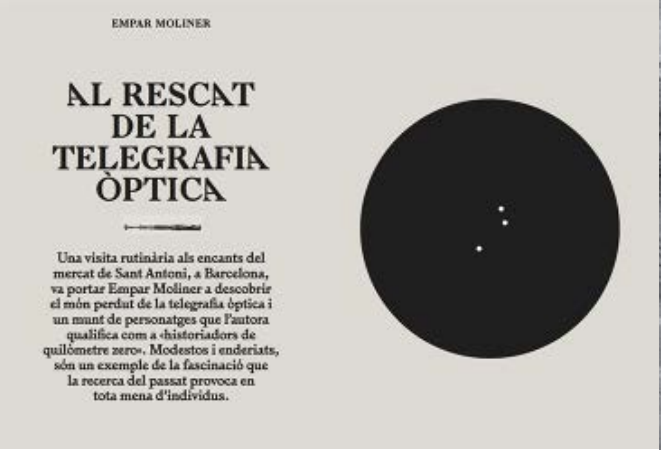 EMPAR MOLINER
AL RESCAT
DE LA
TELEGRAFIA
ÒPTICA
Una visita rutinària als encants del
mercat de Sant Antoni, a Barcelona,
va portar Empar Moliner a descobrir
el món perdut de la telegrafia òptica i
un munt de personatges que l'autora
qualifica com a «historiadors de
quilòmetre zero». Modestos i enderiats,
són un exemple de la fascinació que
la recerca del passat provoca en
tota mena d'individus.